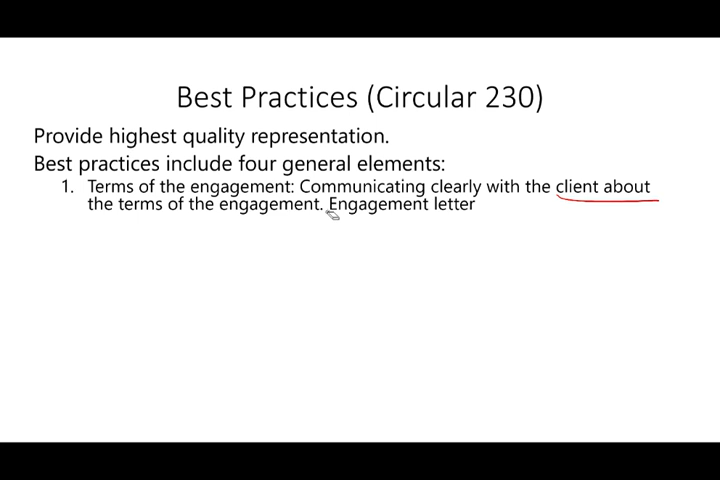 Best Practices (Circular 230)
Provide highest quality representation.
Best practices include four general elements:
1. Terms of the engagement: Communicating clearly with the client about
the terms of the engagement. Engagement letter